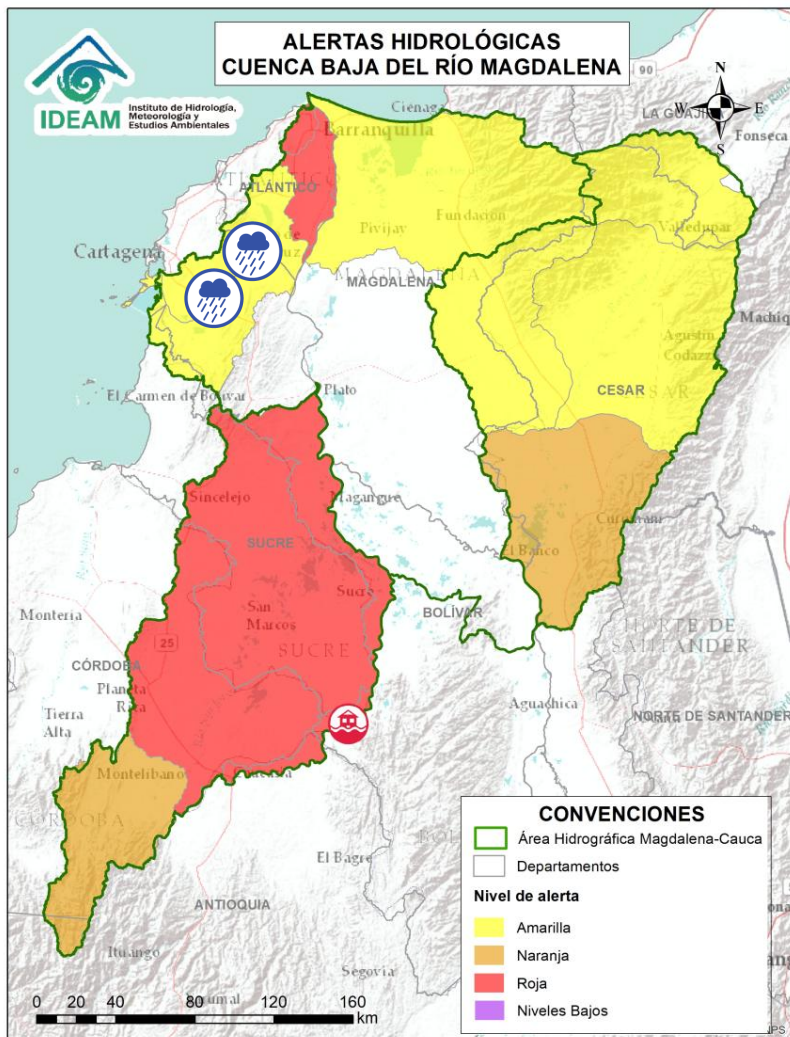 ALERTAS HIDROLÓGICAS
CUENCA BAJA DEL RÍO MAGDALENA
IDEAM
Instituto de Hidrología,
Meteorología y
Estudios Ambientales
N
W E
S
90
Ciénaga
LA GUAJIRA
Fonseca
Barranquilla
ATLÁNTICO
Pivijay
Fundación
Valledupar
Cartagena
MAGDALENA
MAGDALENA
Machiq
Agustín
Codazzi
CESAR
El Carmen de Bolívar
Plato
Sincelejo
Magangué
El Banco
SUCRE
Sucre
San
Marcos
BOLÍVAR
SUCRE
Montería
25
CÓRDOBA
Planeta
Rica
Tierra
Alta
NORTE DE
SANTANDER
Aguachica
NORTE DE SANTANDER
Montelíbano
CÓRDOBA
El Bagre
ANTIOQUIA
Ituango
Segovia
CONVENCIONES
Área Hidrográfica Magdalena-Cauca
Departamentos
Nivel de alerta
Amarilla
Naranja
Roja
Niveles Bajos
0 20 40 80 120 160
km